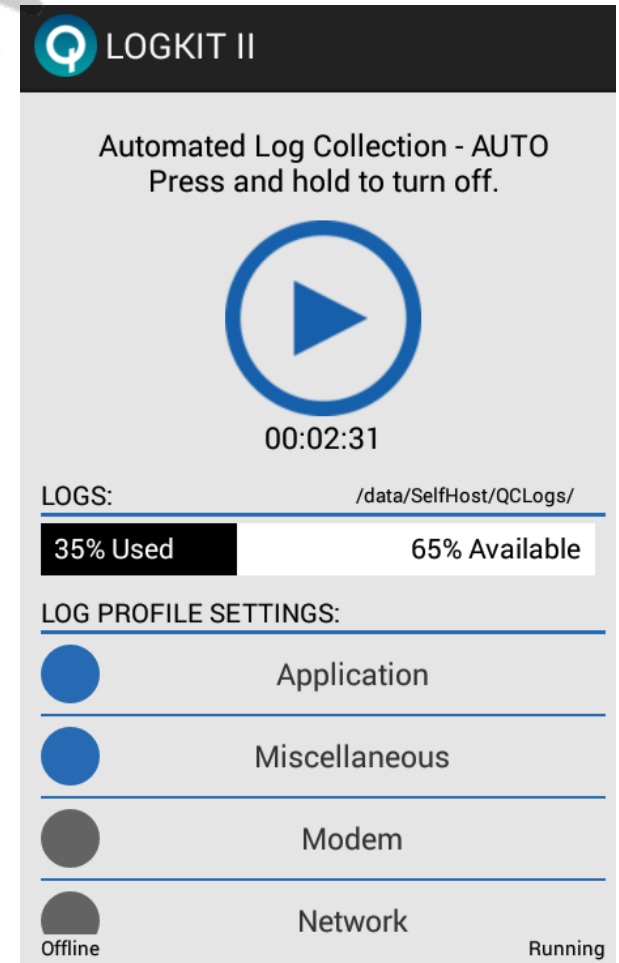 LOGKIT II
Automated Log Collection - AUTO
Press and hold to turn off.
00:02:31
LOGS: /data/SelfHost/QCLogs/
35% Used 65% Available
LOG PROFILE SETTINGS:
Application
Miscellaneous
Modem
Network
Offline Running